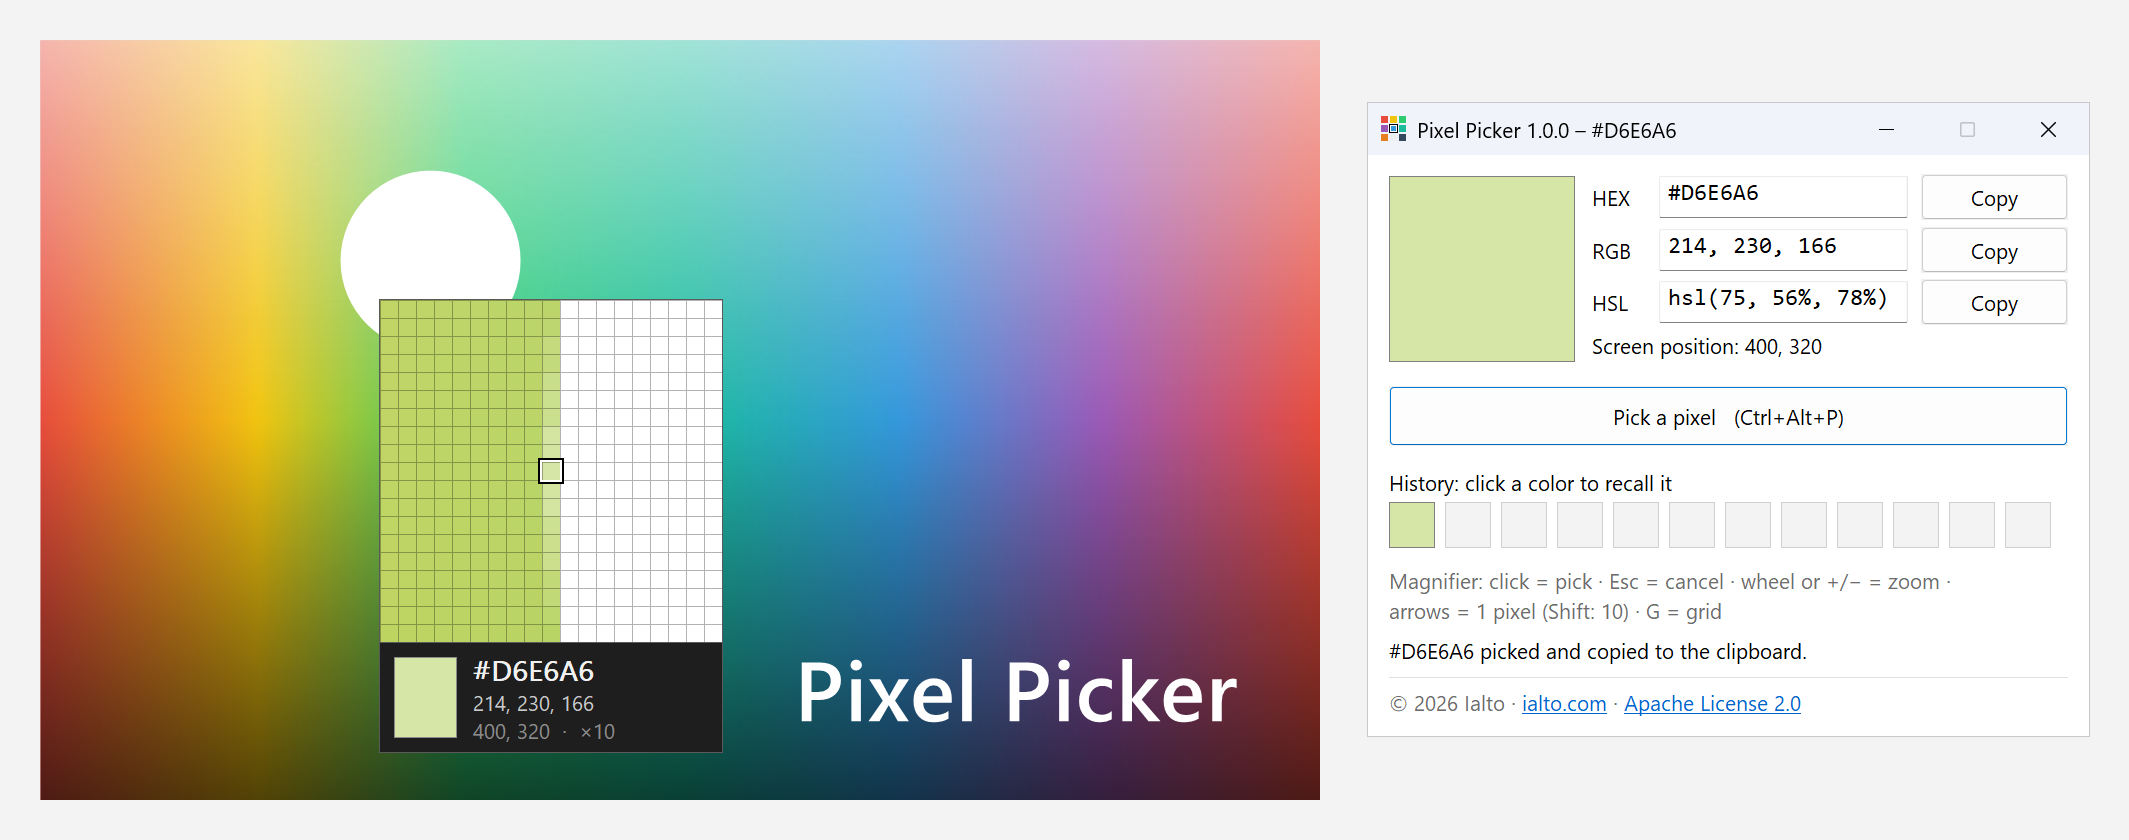 #D6E6A6
214, 230, 166
400, 320 · ×10
Pixel Picker
Pixel Picker 1.0.0 – #D6E6A6
HEX #D6E6A6 Copy
RGB 214, 230, 166 Copy
HSL hsl(75, 56%, 78%) Copy
Screen position: 400, 320
Pick a pixel (Ctrl+Alt+P)
History: click a color to recall it
Magnifier: click = pick · Esc = cancel · wheel or +/− = zoom ·
arrows = 1 pixel (Shift: 10) · G = grid
#D6E6A6 picked and copied to the clipboard.
© 2026 Ialto · ialto.com · Apache License 2.0